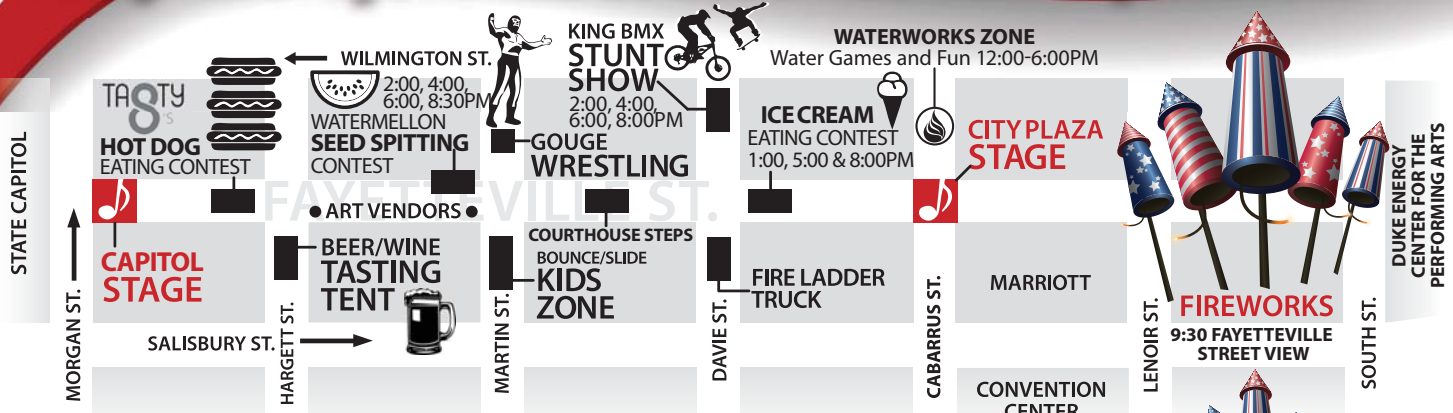 STATE CAPITOL
MORGAN ST.
WILMINGTON ST.
TASTY
8
'S
HOT DOG
EATING CONTEST
CAPITOL
STAGE
SALISBURY ST.
HARGETT ST.
2:00, 4:00,
6:00, 8:30PM
WATERMELLON
SEED SPITTING
CONTEST
FAYETTEVILLE ST.
• ART VENDORS •
BEER/WINE
TASTING
TENT
MARTIN ST.
KING BMX
STUNT
SHOW
2:00, 4:00,
6:00, 8:00PM
GOUGE
WRESTLING
COURTHOUSE STEPS
BOUNCE/SLIDE
KIDS
ZONE
DAVIE ST.
WATERWORKS ZONE
Water Games and Fun 12:00-6:00PM
ICE CREAM
EATING CONTEST
1:00, 5:00 & 8:00PM
FIRE LADDER
TRUCK
CABARRUS ST.
CITY PLAZA
STAGE
MARRIOTT
CONVENTION
CENTER
LENOIR ST.
FIREWORKS
9:30 FAYETTEVILLE
STREET VIEW
SOUTH ST.
DUKE ENERGY
CENTER FOR THE
PERFORMING ARTS